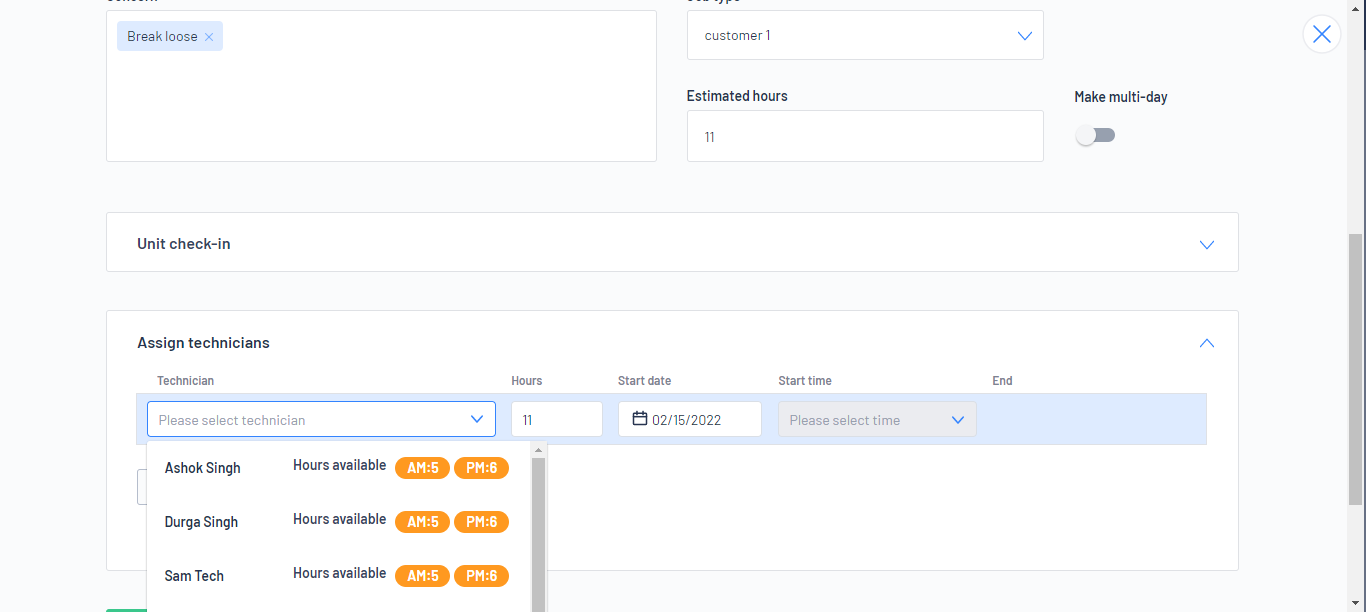 Break loose
customer 1
Estimated hours
Make multi-day
11
Unit check-in
Assign technicians
Technician Hours Start date Start time End
Please select technician 11 02/15/2022 Please select time
Ashok Singh Hours available AM:5 PM:6
Durga Singh Hours available AM:5 PM:6
Sam Tech Hours available AM:5 PM:6